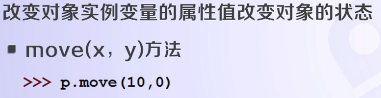 改变对象实例变量的属性值改变对象的状态
▪ move(x, y)方法
>>> p.move(10,0)